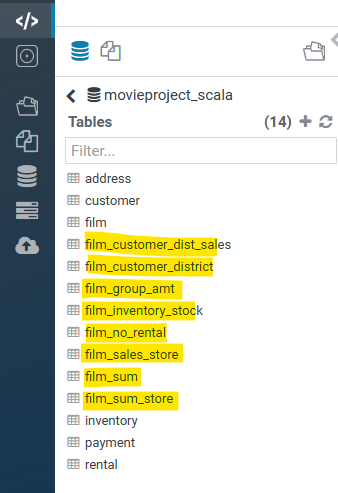 </>
movieproject_scala
Tables (14)
Filter...
address
customer
film
film_customer_dist_sales
film_customer_district
film_group_amt
film_inventory_stock
film_no_rental
film_sales_store
film_sum
film_sum_store
inventory
payment
rental